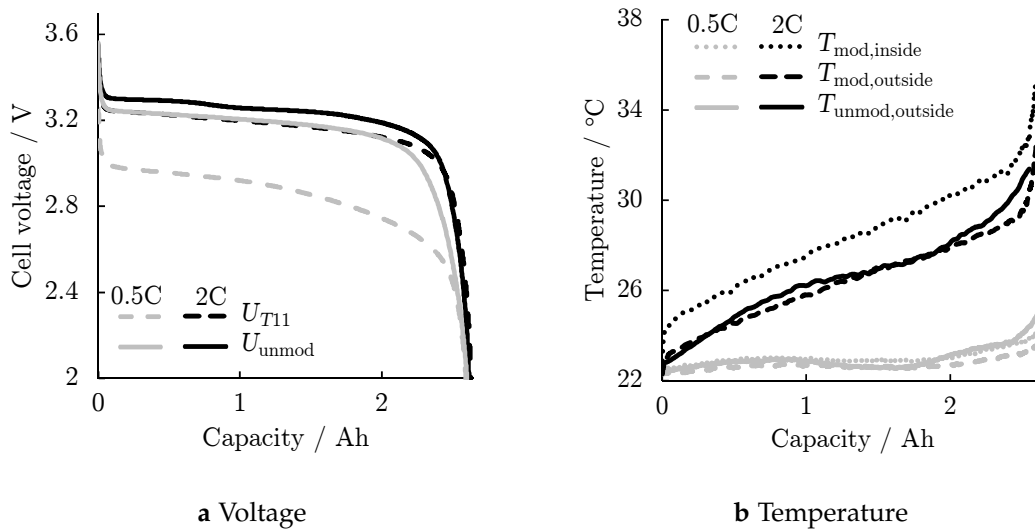 3.6
3.2
2.8
2.4
2
Cell voltage / V
0.5C 2C
U_T11
U_unmod
0 1 2
Capacity / Ah
a Voltage
38
34
30
26
22
Temperature / °C
0.5C 2C
T_mod,inside
T_mod,outside
T_unmod,outside
0 1 2
Capacity / Ah
b Temperature